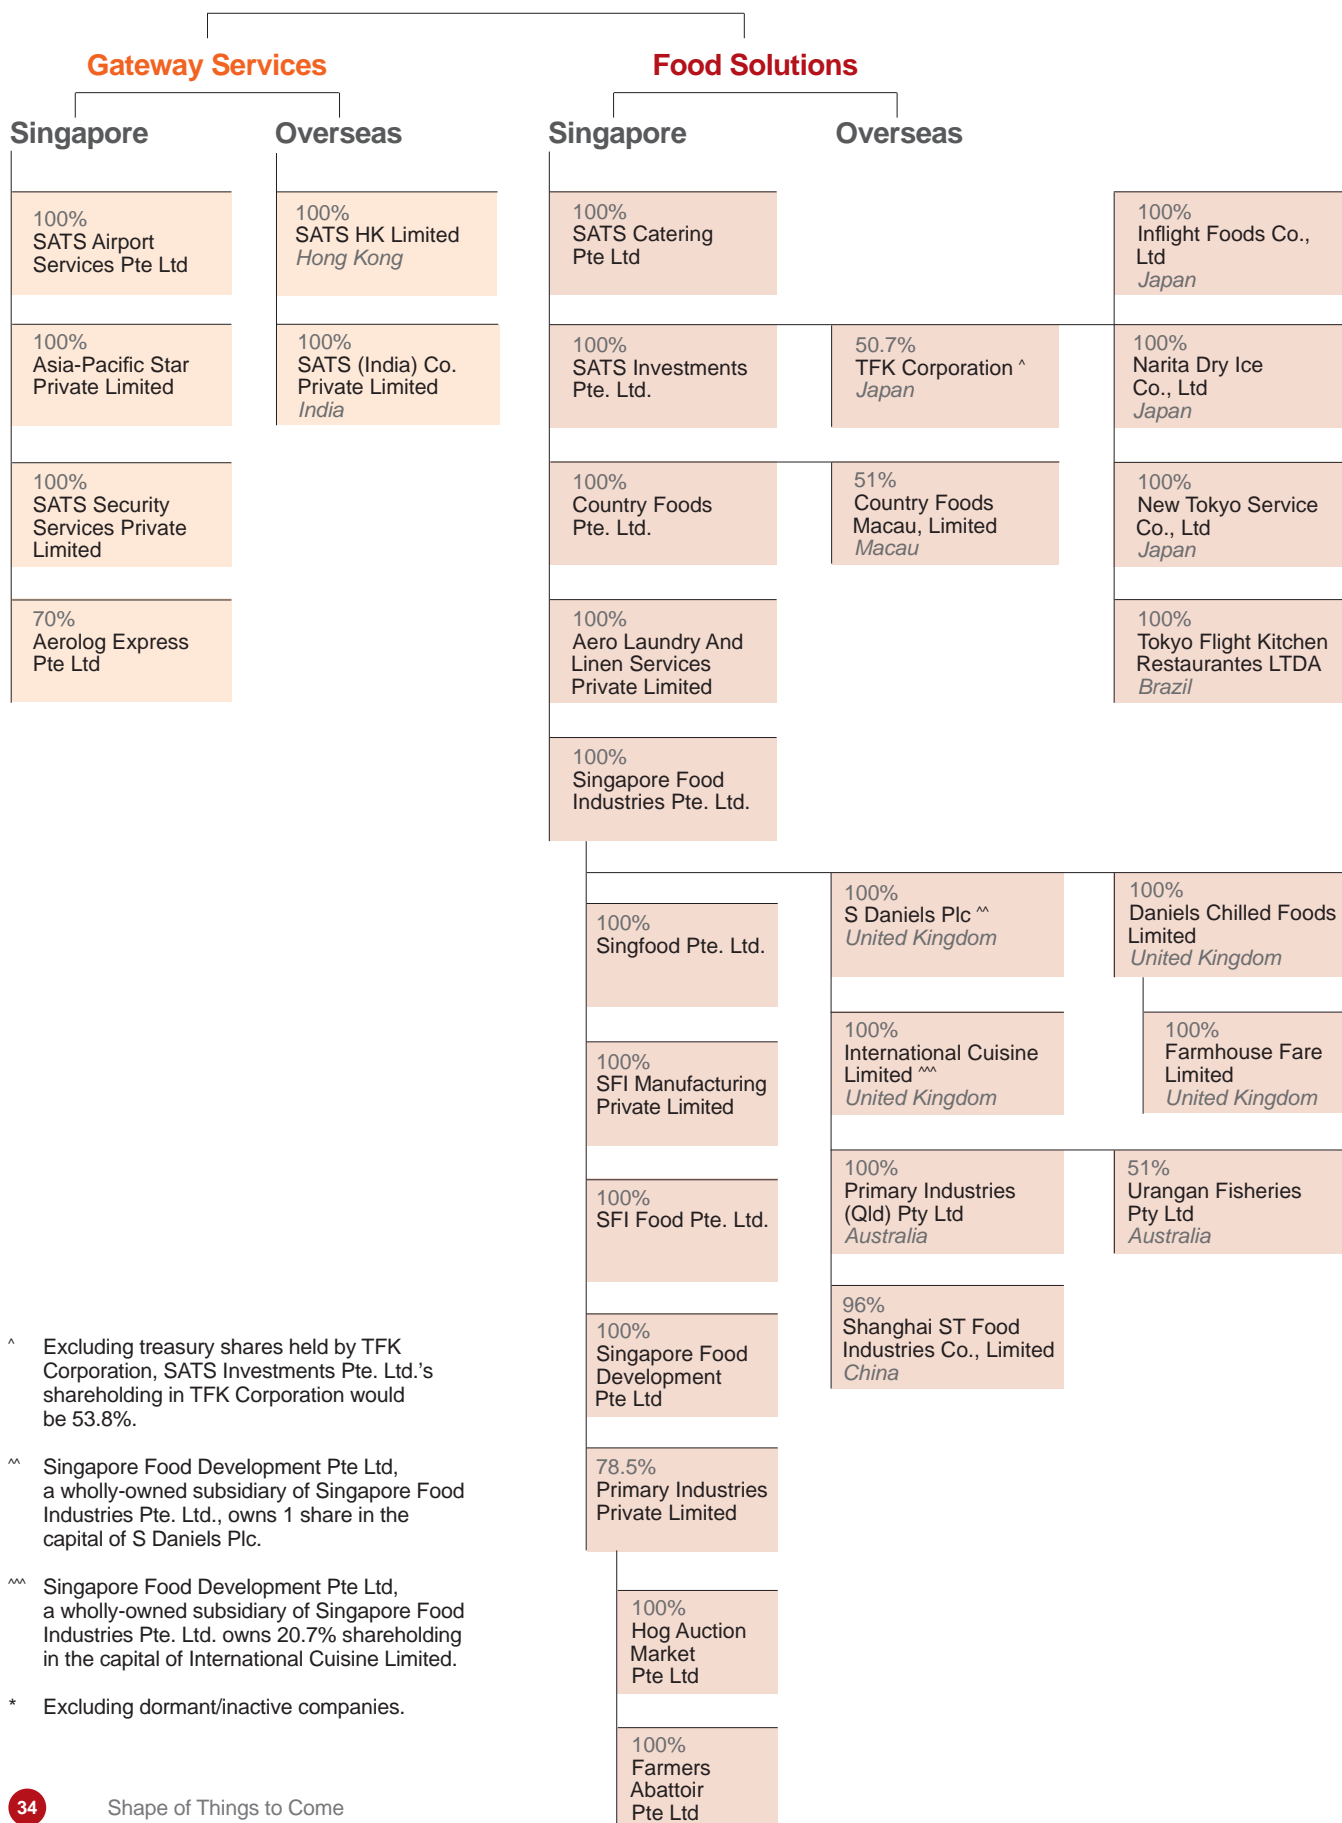 Gateway Services
Food Solutions
Singapore
Overseas
Singapore
Overseas
100%
SATS Airport
Services Pte Ltd
100%
Asia-Pacific Star
Private Limited
100%
SATS Security
Services Private
Limited
70%
Aerolog Express
Pte Ltd
100%
SATS HK Limited
Hong Kong
100%
SATS (India) Co.
Private Limited
India
100%
SATS Catering
Pte Ltd
100%
SATS Investments
Pte. Ltd.
100%
Country Foods
Pte. Ltd.
100%
Aero Laundry And
Linen Services
Private Limited
100%
Singapore Food
Industries Pte. Ltd.
50.7%
TFK Corporation ^
Japan
51%
Country Foods
Macau, Limited
Macau
100%
Inflight Foods Co.,
Ltd
Japan
100%
Narita Dry Ice
Co., Ltd
Japan
100%
New Tokyo Service
Co., Ltd
Japan
100%
Tokyo Flight Kitchen
Restaurantes LTDA
Brazil
100%
Singfood Pte. Ltd.
100%
SFI Manufacturing
Private Limited
100%
SFI Food Pte. Ltd.
100%
Singapore Food
Development
Pte Ltd
78.5%
Primary Industries
Private Limited
100%
Hog Auction
Market
Pte Ltd
100%
Farmers
Abattoir
Pte Ltd
100%
S Daniels Plc ^^
United Kingdom
100%
International Cuisine
Limited ^^^
United Kingdom
100%
Primary Industries
(Qld) Pty Ltd
Australia
96%
Shanghai ST Food
Industries Co., Limited
China
100%
Daniels Chilled Foods
Limited
United Kingdom
100%
Farmhouse Fare
Limited
United Kingdom
51%
Urangan Fisheries
Pty Ltd
Australia
^ Excluding treasury shares held by TFK
Corporation, SATS Investments Pte. Ltd.'s
shareholding in TFK Corporation would
be 53.8%.
^^ Singapore Food Development Pte Ltd,
a wholly-owned subsidiary of Singapore Food
Industries Pte. Ltd., owns 1 share in the
capital of S Daniels Plc.
^^^ Singapore Food Development Pte Ltd,
a wholly-owned subsidiary of Singapore Food
Industries Pte. Ltd. owns 20.7% shareholding
in the capital of International Cuisine Limited.
* Excluding dormant/inactive companies.
34 Shape of Things to Come